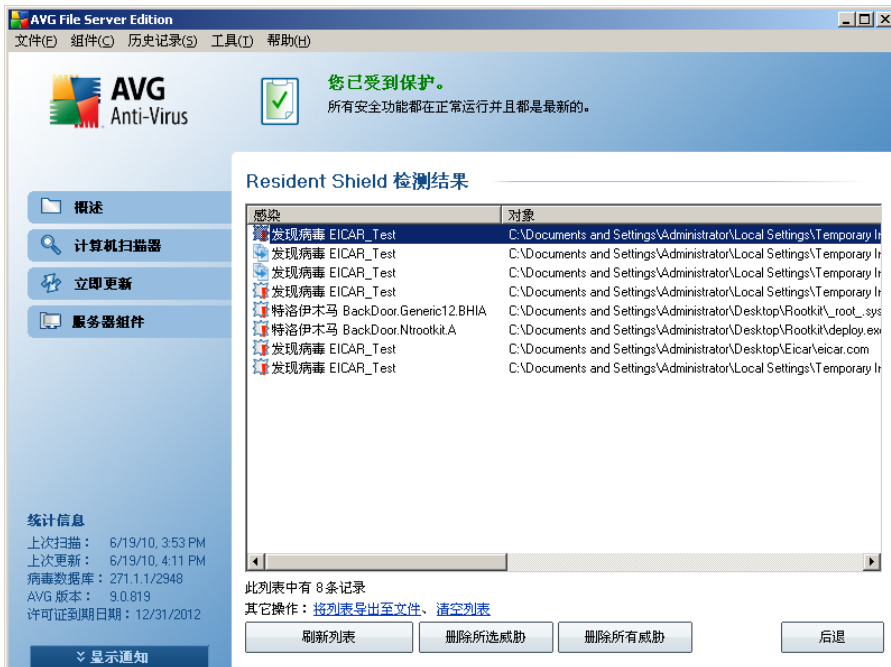 AVG File Server Edition
文件(F) 组件(C) 历史记录(S) 工具(T) 帮助(H)
AVG
Anti-Virus
您已受到保护。
所有安全功能都在正常运行并且都是最新的。
概述
计算机扫描器
立即更新
服务器组件
Resident Shield 检测结果
感染 对象
发现病毒 EICAR_Test C:\Documents and Settings\Administrator\Local Settings\Temporary In
发现病毒 EICAR_Test C:\Documents and Settings\Administrator\Local Settings\Temporary In
发现病毒 EICAR_Test C:\Documents and Settings\Administrator\Local Settings\Temporary In
发现病毒 EICAR_Test C:\Documents and Settings\Administrator\Local Settings\Temporary In
特洛伊木马 BackDoor.Generic12.BHIA C:\Documents and Settings\Administrator\Desktop\Rootkit\_root_.sys
特洛伊木马 BackDoor.Ntrootkit.A C:\Documents and Settings\Administrator\Desktop\Rootkit\deploy.exe
发现病毒 EICAR_Test C:\Documents and Settings\Administrator\Desktop\Eicar\eicar.com
发现病毒 EICAR_Test C:\Documents and Settings\Administrator\Local Settings\Temporary In
此列表中有 8 条记录
其它操作：将列表导出至文件、 清空列表
刷新列表 删除所选威胁 删除所有威胁 后退
统计信息
上次扫描： 6/19/10, 3:53 PM
上次更新： 6/19/10, 4:11 PM
病毒数据库：271.1.1/2948
AVG 版本： 9.0.819
许可证到期日期：12/31/2012
显示通知